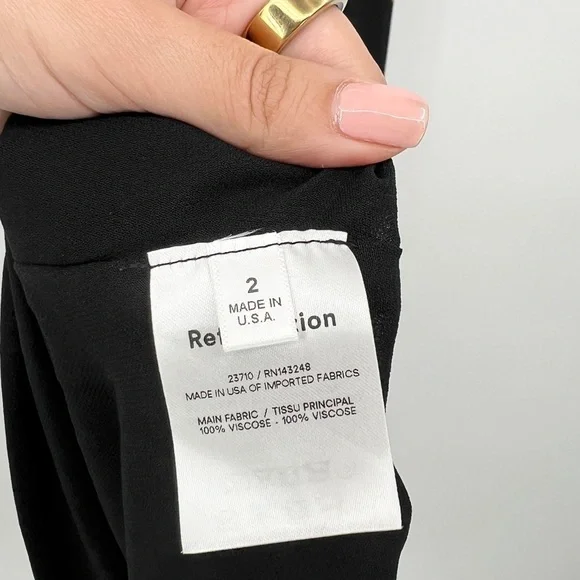 2
MADE IN
U.S.A.
23710 / RN143248
MADE IN USA OF IMPORTED FABRICS
MAIN FABRIC / TISSU PRINCIPAL
100% VISCOSE - 100% VISCOSE